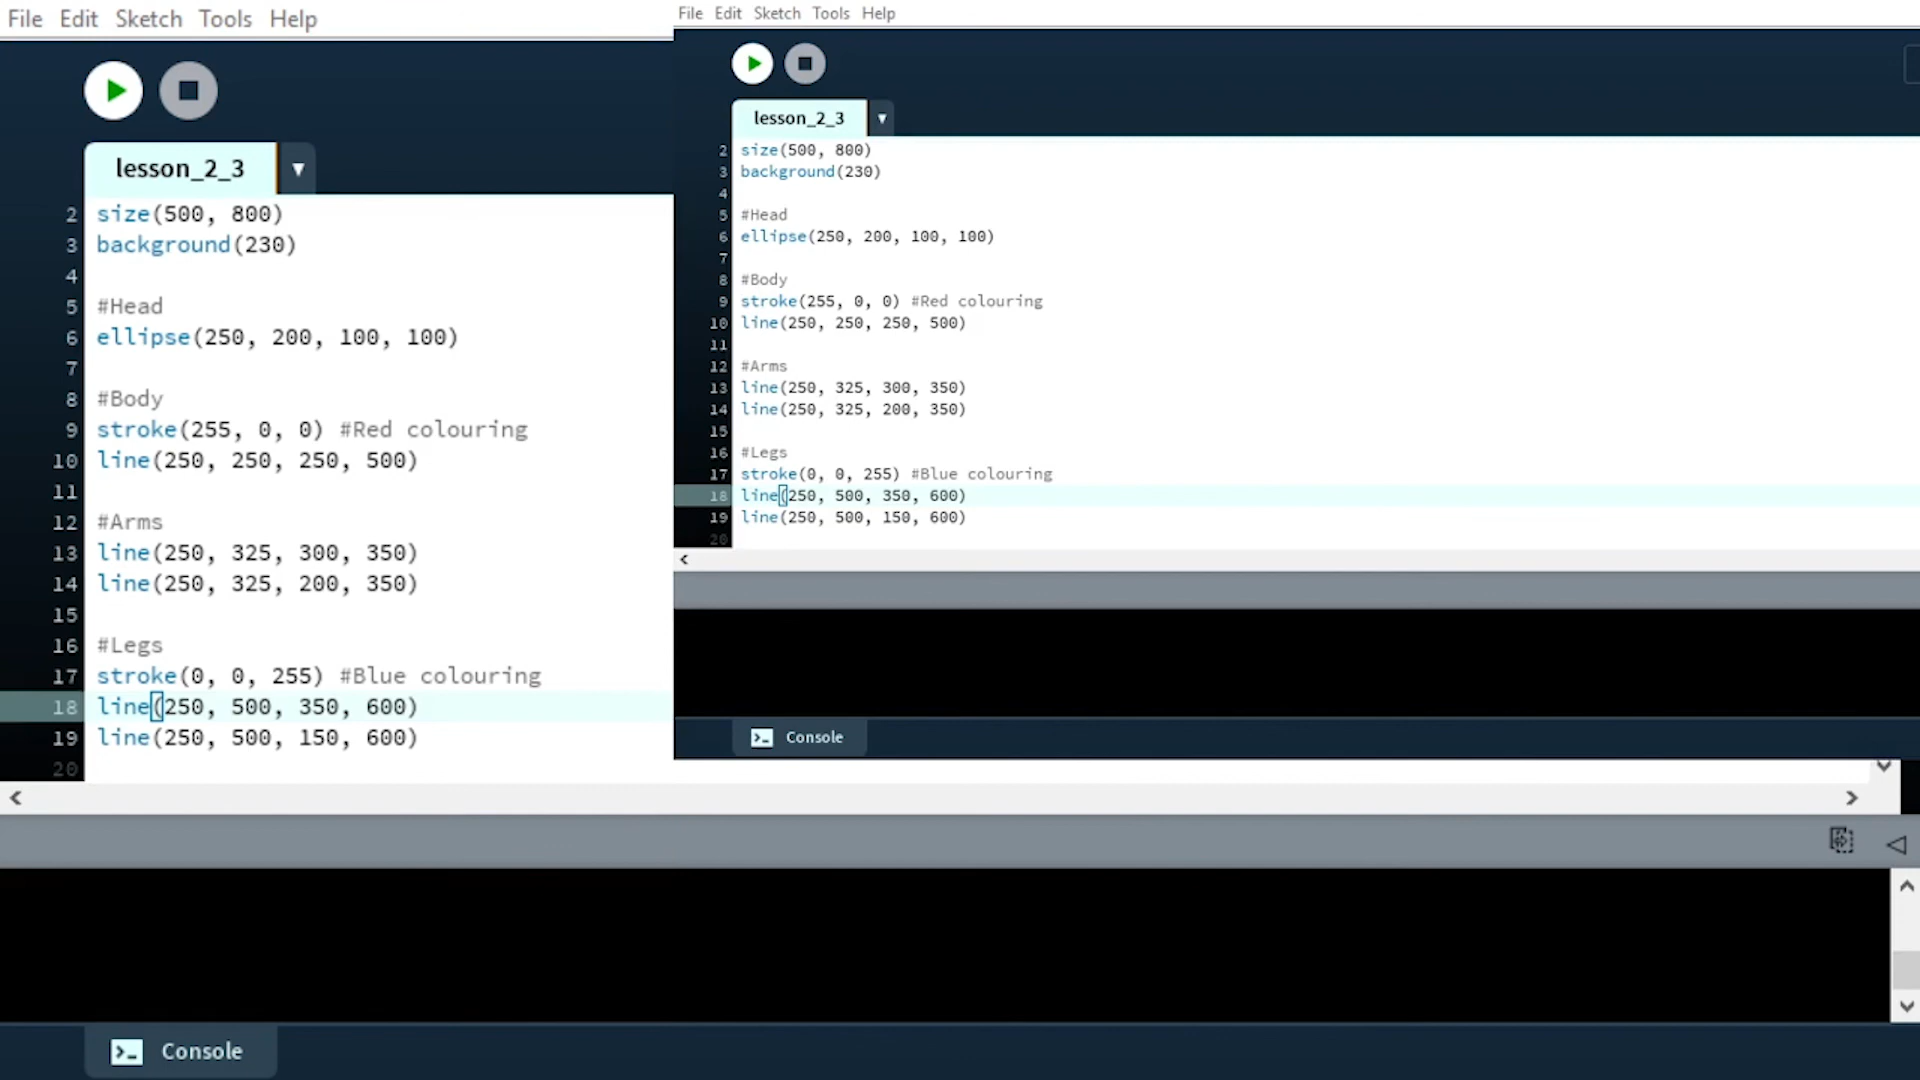 File Edit Sketch Tools Help
lesson_2_3
2 size(500, 800)
3 background(230)
4
5 #Head
6 ellipse(250, 200, 100, 100)
7
8 #Body
9 stroke(255, 0, 0) #Red colouring
10 line(250, 250, 250, 500)
11
12 #Arms
13 line(250, 325, 300, 350)
14 line(250, 325, 200, 350)
15
16 #Legs
17 stroke(0, 0, 255) #Blue colouring
18 line(250, 500, 350, 600)
19 line(250, 500, 150, 600)
20
Console
File Edit Sketch Tools Help
lesson_2_3
2 size(500, 800)
3 background(230)
4
5 #Head
6 ellipse(250, 200, 100, 100)
7
8 #Body
9 stroke(255, 0, 0) #Red colouring
10 line(250, 250, 250, 500)
11
12 #Arms
13 line(250, 325, 300, 350)
14 line(250, 325, 200, 350)
15
16 #Legs
17 stroke(0, 0, 255) #Blue colouring
18 line(250, 500, 350, 600)
19 line(250, 500, 150, 600)
20
Console